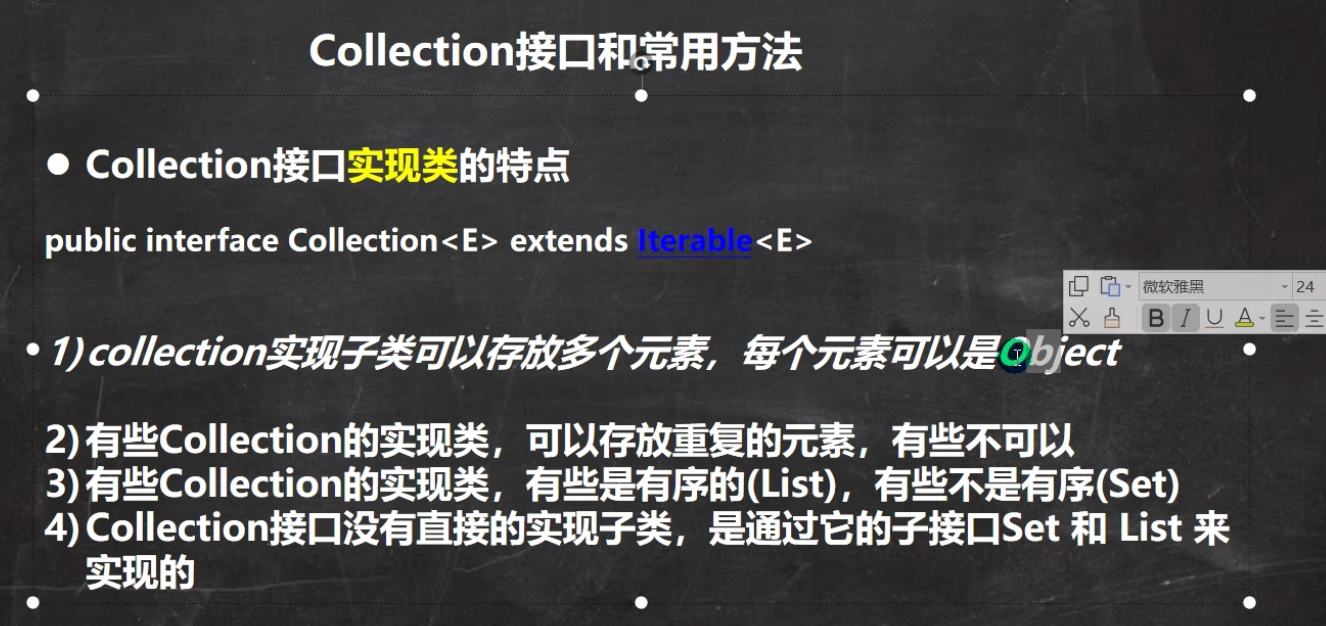 Collection接口和常用方法
● Collection接口实现类的特点
public interface Collection<E> extends Iterable<E>
微软雅黑 24
B I U A
• 1) collection实现子类可以存放多个元素，每个元素可以是Object
2) 有些Collection的实现类，可以存放重复的元素，有些不可以
3) 有些Collection的实现类，有些是有序的(List)，有些不是有序(Set)
4) Collection接口没有直接的实现子类，是通过它的子接口Set 和 List 来
实现的